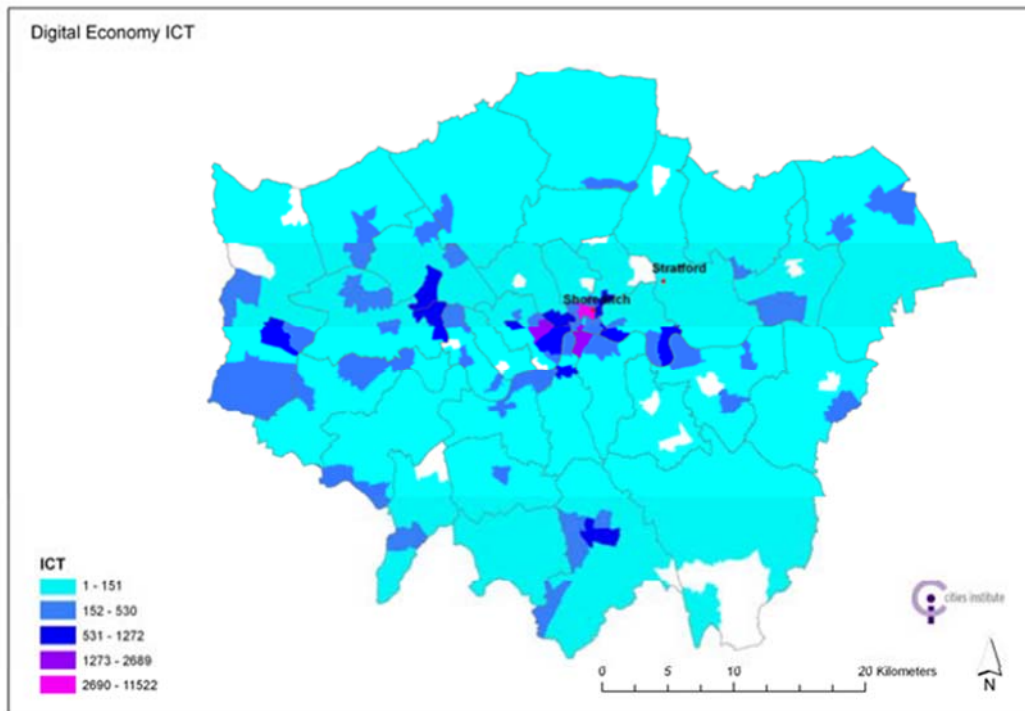 Digital Economy ICT
Stratford
Shoreditch
ICT
1 - 151
152 - 530
531 - 1272
1273 - 2689
2690 - 11522
cities institute
0 5 10 20 Kilometers
N